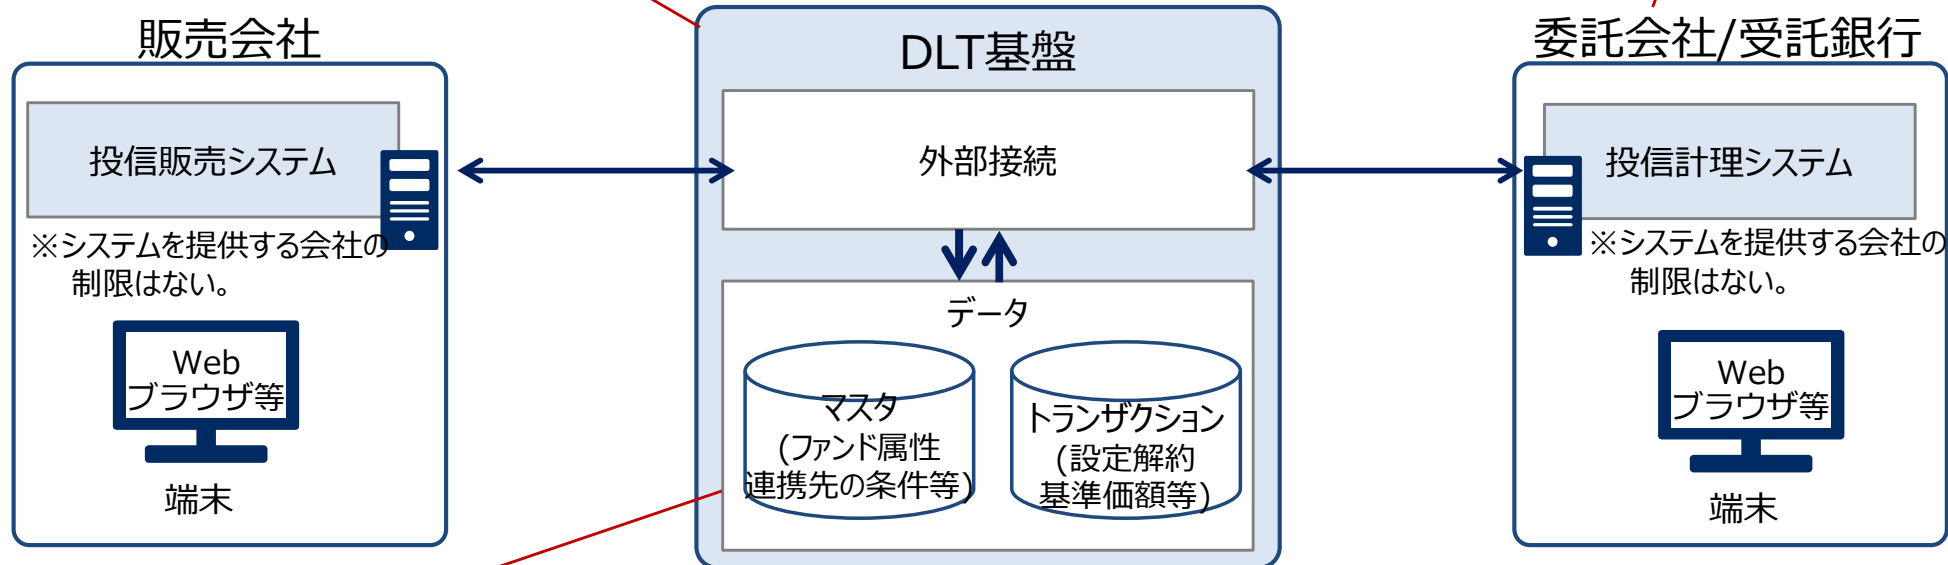 販売会社
投信販売システム
※システムを提供する会社の
制限はない。
Web
ブラウザ等
端末
DLT基盤
外部接続
データ
マスタ
(ファンド属性
連携先の条件等)
トランザクション
(設定解約
基準価額等)
委託会社/受託銀行
投信計理システム
※システムを提供する会社の
制限はない。
Web
ブラウザ等
端末